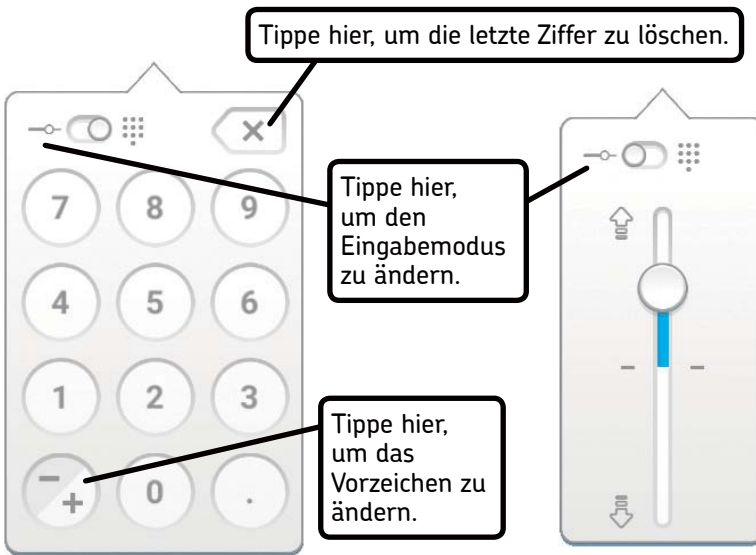 Tippe hier, um die letzte Ziffer zu löschen.
7 8 9
4 5 6
1 2 3
-+ 0 .
Tippe hier,
um den
Eingabemodus
zu ändern.
Tippe hier,
um das
Vorzeichen zu
ändern.